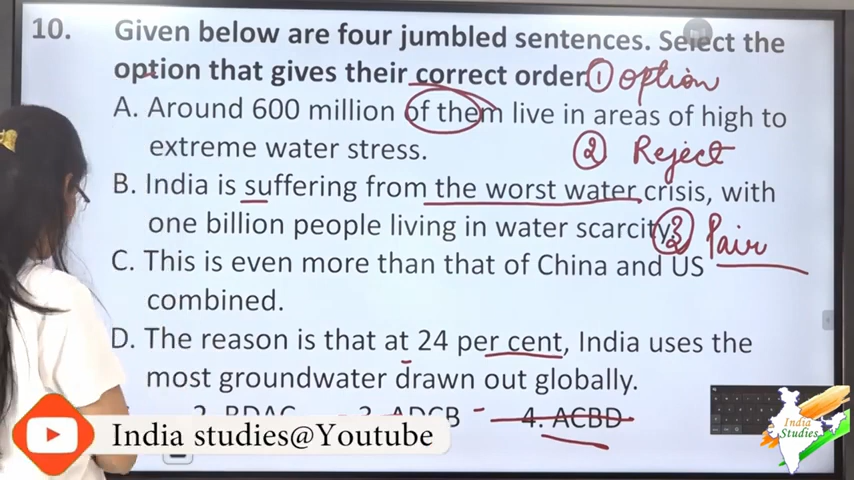 10. Given below are four jumbled sentences. Select the
option that gives their correct order. ① option
A. Around 600 million of them live in areas of high to
extreme water stress.
② Reject
B. India is suffering from the worst water crisis, with
one billion people living in water scarcity.
Pair
C. This is even more than that of China and US
combined.
D. The reason is that at 24 per cent, India uses the
most groundwater drawn out globally.
2. BDAC 3. ADCB 4. ACBD
India studies@Youtube
India
Studies